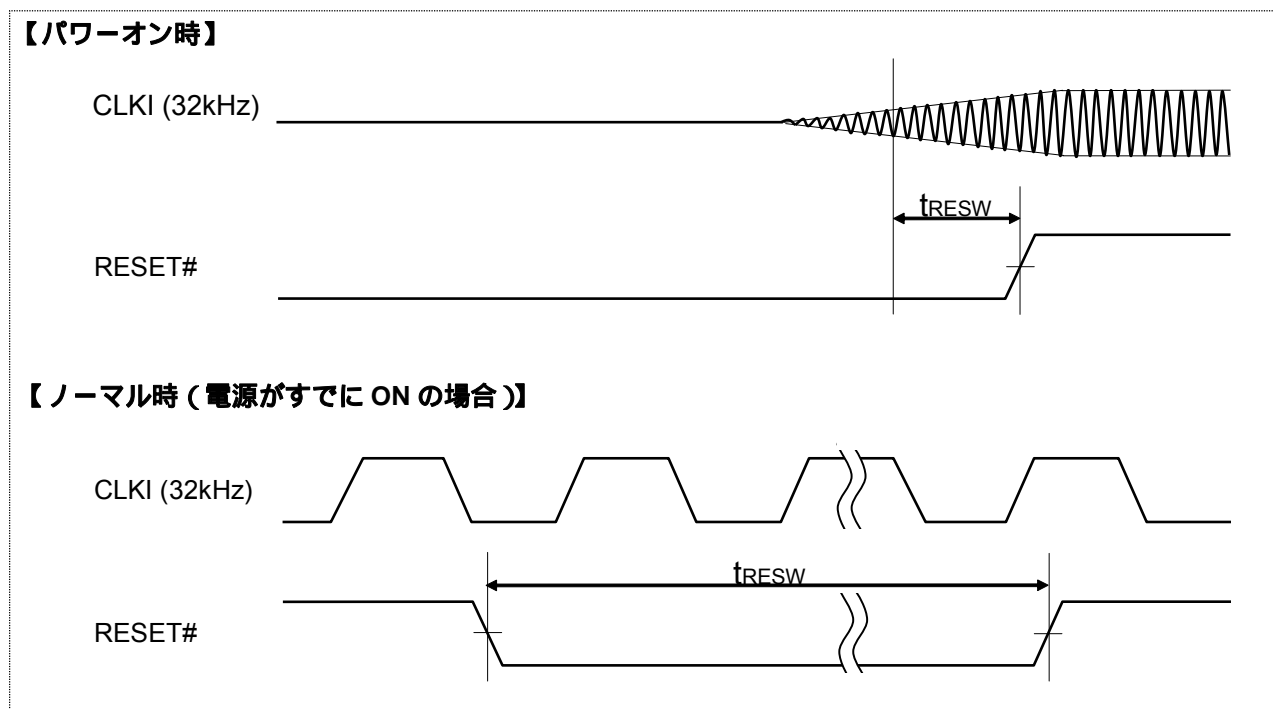 【パワーオン時】
CLKI (32kHz)
tRESW
RESET#
【ノーマル時(電源がすでに ON の場合)】
CLKI (32kHz)
tRESW
RESET#